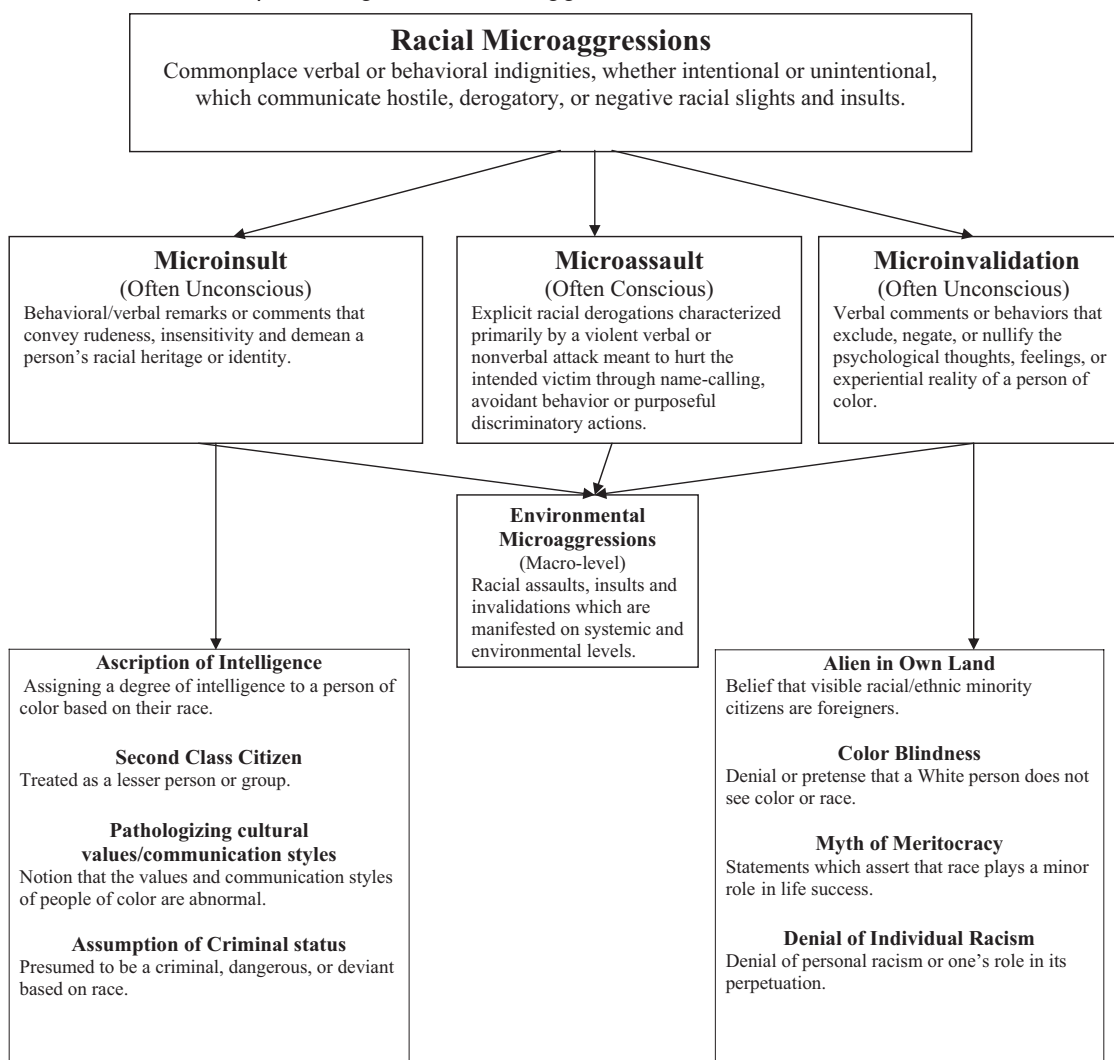 Racial Microaggressions
Commonplace verbal or behavioral indignities, whether intentional or unintentional,
which communicate hostile, derogatory, or negative racial slights and insults.
Microinsult
(Often Unconscious)
Behavioral/verbal remarks or comments that
convey rudeness, insensitivity and demean a
person's racial heritage or identity.
Microassault
(Often Conscious)
Explicit racial derogations characterized
primarily by a violent verbal or
nonverbal attack meant to hurt the
intended victim through name-calling,
avoidant behavior or purposeful
discriminatory actions.
Microinvalidation
(Often Unconscious)
Verbal comments or behaviors that
exclude, negate, or nullify the
psychological thoughts, feelings, or
experiential reality of a person of
color.
Environmental
Microaggressions
(Macro-level)
Racial assaults, insults and
invalidations which are
manifested on systemic and
environmental levels.
Ascription of Intelligence
Assigning a degree of intelligence to a person of
color based on their race.
Second Class Citizen
Treated as a lesser person or group.
Pathologizing cultural
values/communication styles
Notion that the values and communication styles
of people of color are abnormal.
Assumption of Criminal status
Presumed to be a criminal, dangerous, or deviant
based on race.
Alien in Own Land
Belief that visible racial/ethnic minority
citizens are foreigners.
Color Blindness
Denial or pretense that a White person does not
see color or race.
Myth of Meritocracy
Statements which assert that race plays a minor
role in life success.
Denial of Individual Racism
Denial of personal racism or one's role in its
perpetuation.